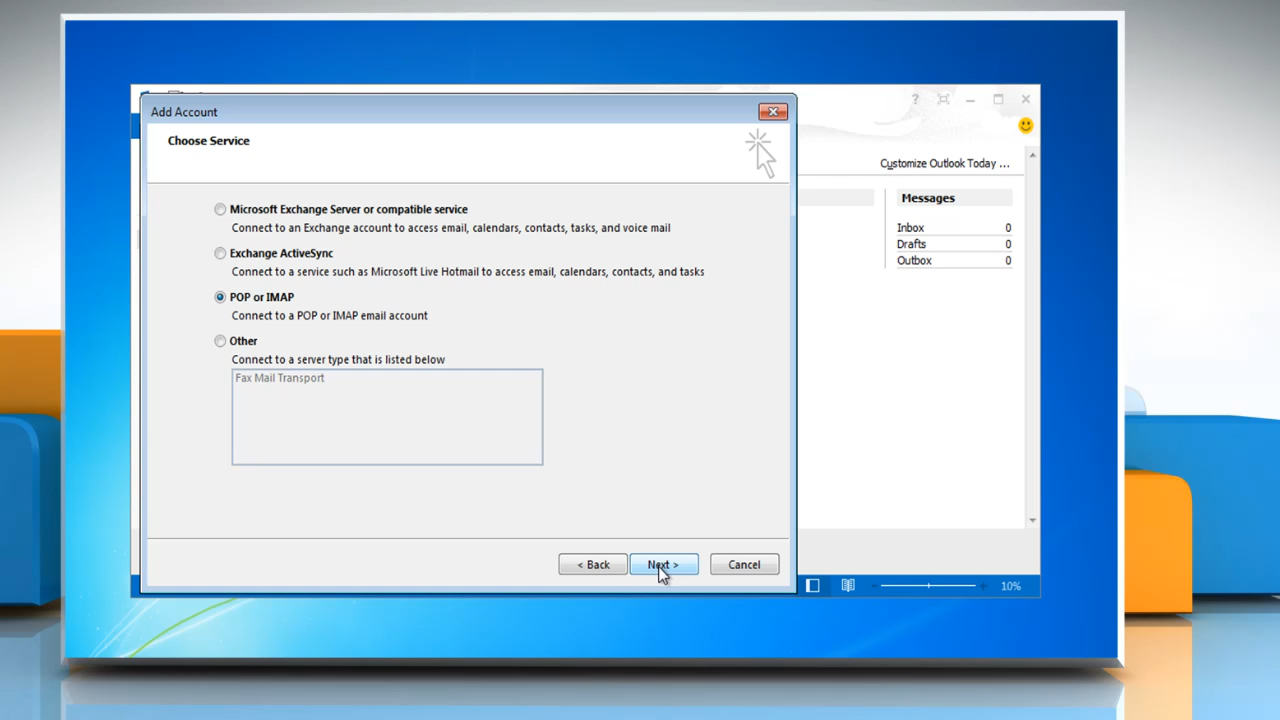 Add Account
Choose Service
Microsoft Exchange Server or compatible service
Connect to an Exchange account to access email, calendars, contacts, tasks, and voice mail
Exchange ActiveSync
Connect to a service such as Microsoft Live Hotmail to access email, calendars, contacts, and tasks
POP or IMAP
Connect to a POP or IMAP email account
Other
Connect to a server type that is listed below
Fax Mail Transport
< Back
Next >
Cancel
?
Customize Outlook Today ...
Messages
Inbox 0
Drafts 0
Outbox 0
10%